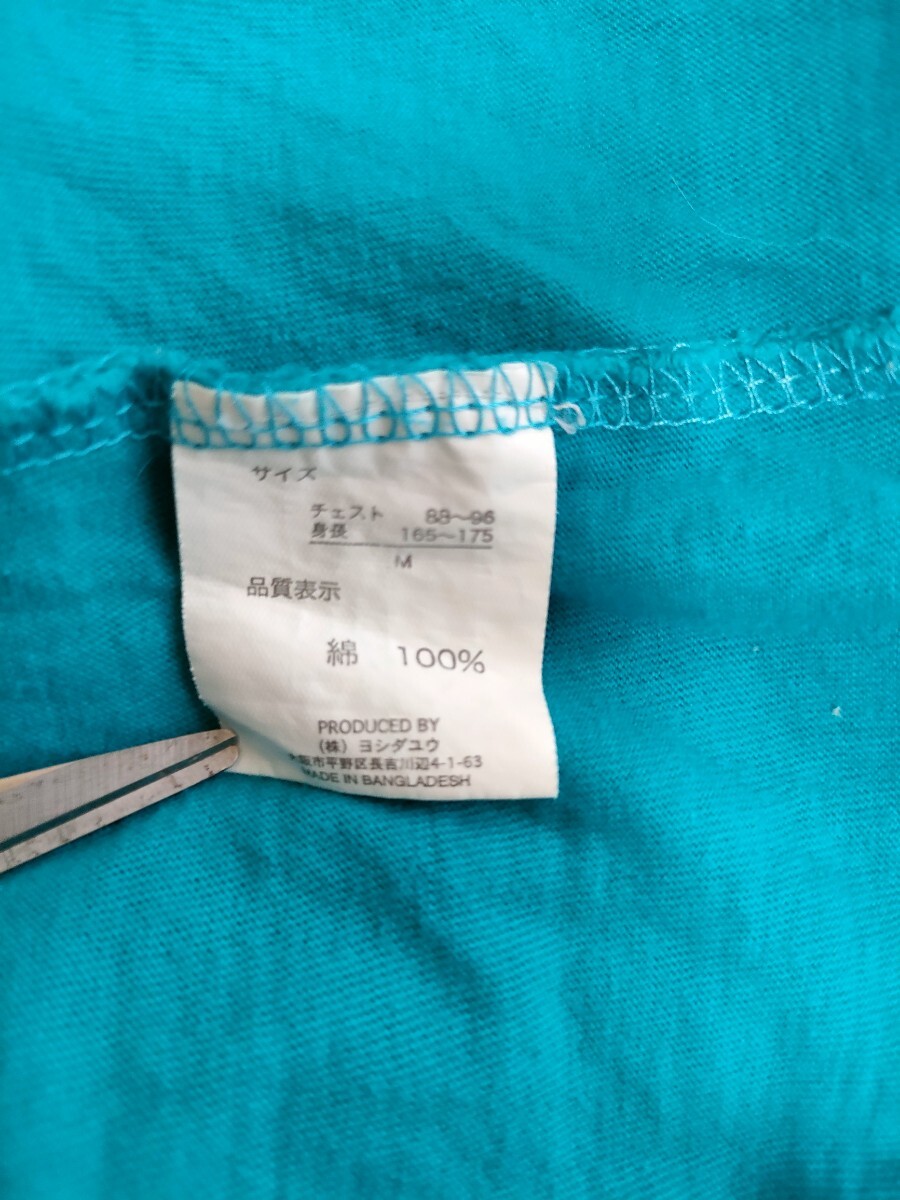 サイズ
チェスト 88～96
身長 165～175
M
品質表示
綿 100%
PRODUCED BY
(株) ヨシダユウ
大阪市平野区長吉川辺4-1-63
MADE IN BANGLADESH